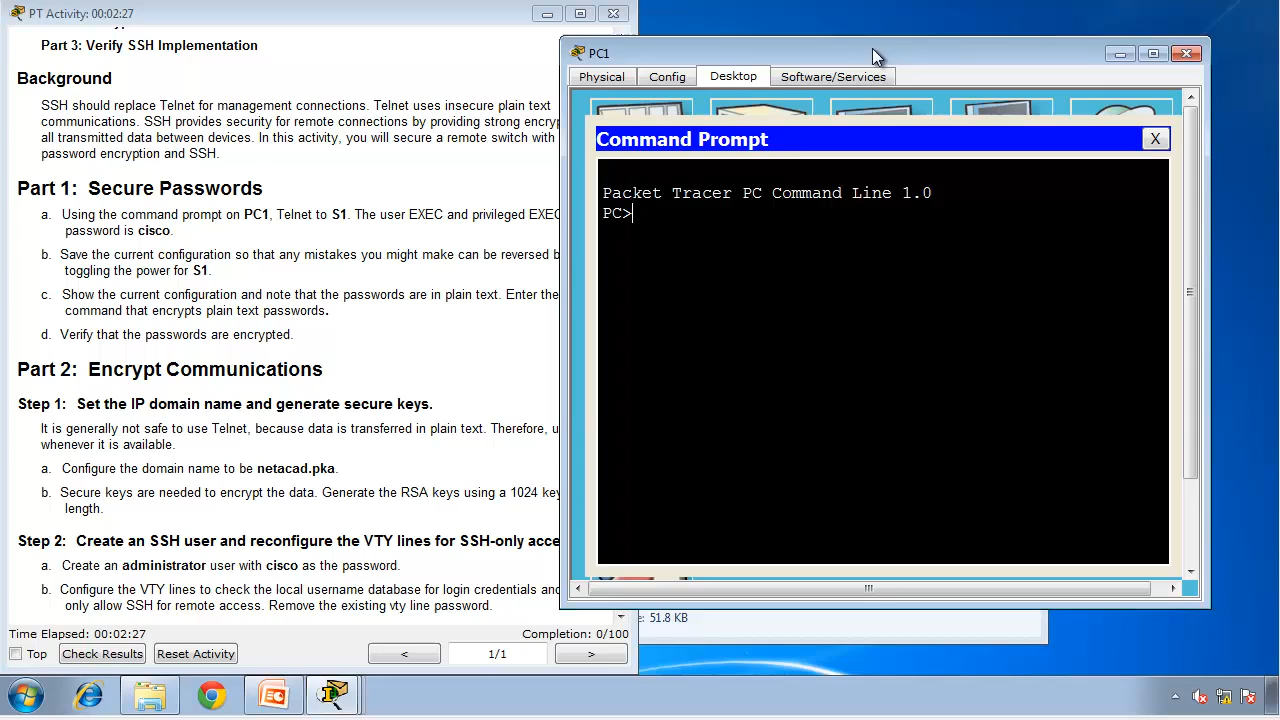 PT Activity: 00:02:27
Part 3: Verify SSH Implementation
Background
SSH should replace Telnet for management connections. Telnet uses insecure plain text
communications. SSH provides security for remote connections by providing strong encryp
all transmitted data between devices. In this activity, you will secure a remote switch with
password encryption and SSH.
Part 1: Secure Passwords
a. Using the command prompt on PC1, Telnet to S1. The user EXEC and privileged EXEC
password is cisco.
b. Save the current configuration so that any mistakes you might make can be reversed b
toggling the power for S1.
c. Show the current configuration and note that the passwords are in plain text. Enter the
command that encrypts plain text passwords.
d. Verify that the passwords are encrypted.
Part 2: Encrypt Communications
Step 1: Set the IP domain name and generate secure keys.
It is generally not safe to use Telnet, because data is transferred in plain text. Therefore, u
whenever it is available.
a. Configure the domain name to be netacad.pka.
b. Secure keys are needed to encrypt the data. Generate the RSA keys using a 1024 key
length.
Step 2: Create an SSH user and reconfigure the VTY lines for SSH-only acce
a. Create an administrator user with cisco as the password.
b. Configure the VTY lines to check the local username database for login credentials and
only allow SSH for remote access. Remove the existing vty line password.
Time Elapsed: 00:02:27
Completion: 0/100
Top
Check Results
Reset Activity
<
1/1
>
PC1
Physical
Config
Desktop
Software/Services
Command Prompt
X
Packet Tracer PC Command Line 1.0
PC>
: 51.8 KB